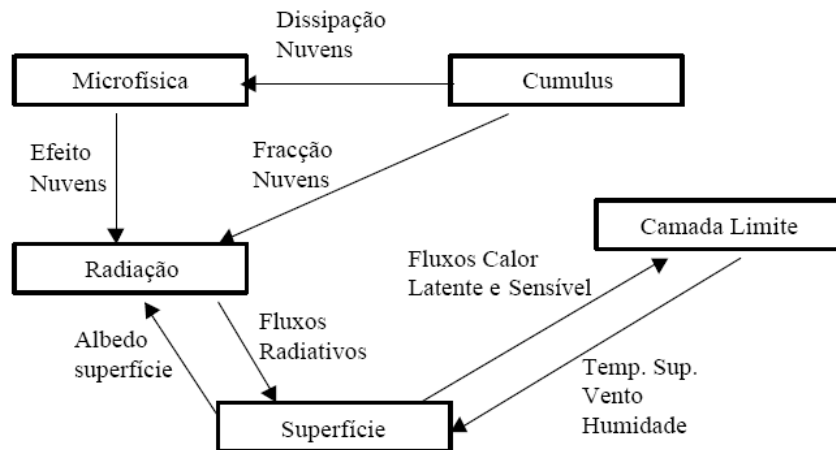 Dissipação
Nuvens
Microfísica
Cumulus
Efeito
Nuvens
Fracção
Nuvens
Camada Limite
Radiação
Fluxos Calor
Latente e Sensível
Albedo
superfície
Fluxos
Radiativos
Temp. Sup.
Vento
Humidade
Superfície